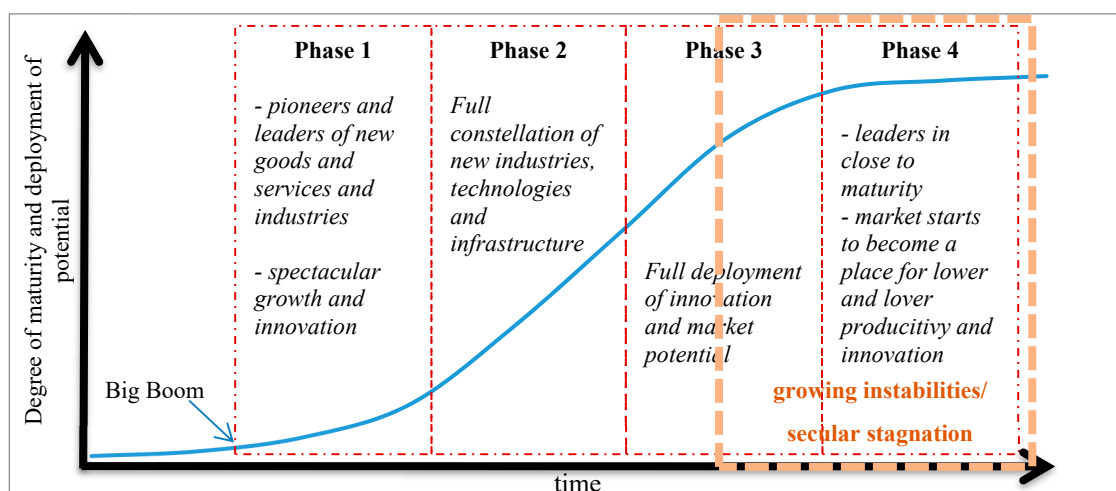 Degree of maturity and deployment of
potential
Phase 1
- pioneers and
leaders of new
goods and
services and
industries
- spectacular
growth and
innovation
Phase 2
Full
constellation of
new industries,
technologies
and
infrastructure
Phase 3
Full deployment
of innovation
and market
potential
Phase 4
- leaders in
close to
maturity
- market starts
to become a
place for lower
and lover
producitivy and
innovation
Big Boom
growing instabilities/
secular stagnation
time